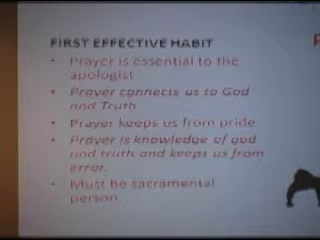 FIRST EFFECTIVE HABIT
• Prayer is essential to the
apologist
• Prayer connects us to God
and Truth
• Prayer keeps us from pride
• Prayer is knowledge of god
and truth and keeps us from
error.
• Must be sacramental
person